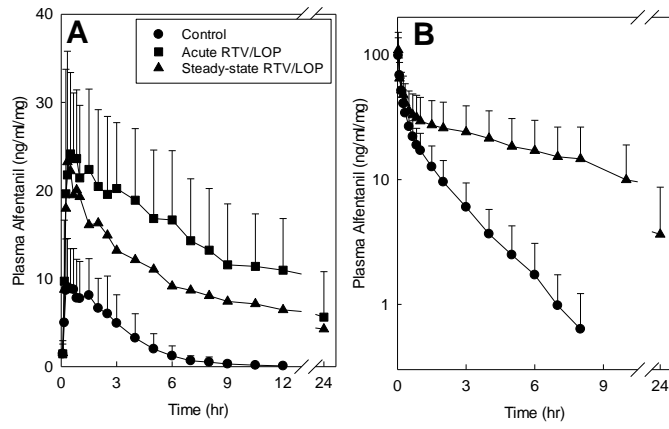 A
B
Control
Acute RTV/LOP
Steady-state RTV/LOP
Plasma Alfentanil (ng/ml/mg)
40
30
20
10
0
0 3 6 9 12 24
Time (hr)
Plasma Alfentanil (ng/ml/mg)
100
10
1
0 3 6 9 24
Time (hr)